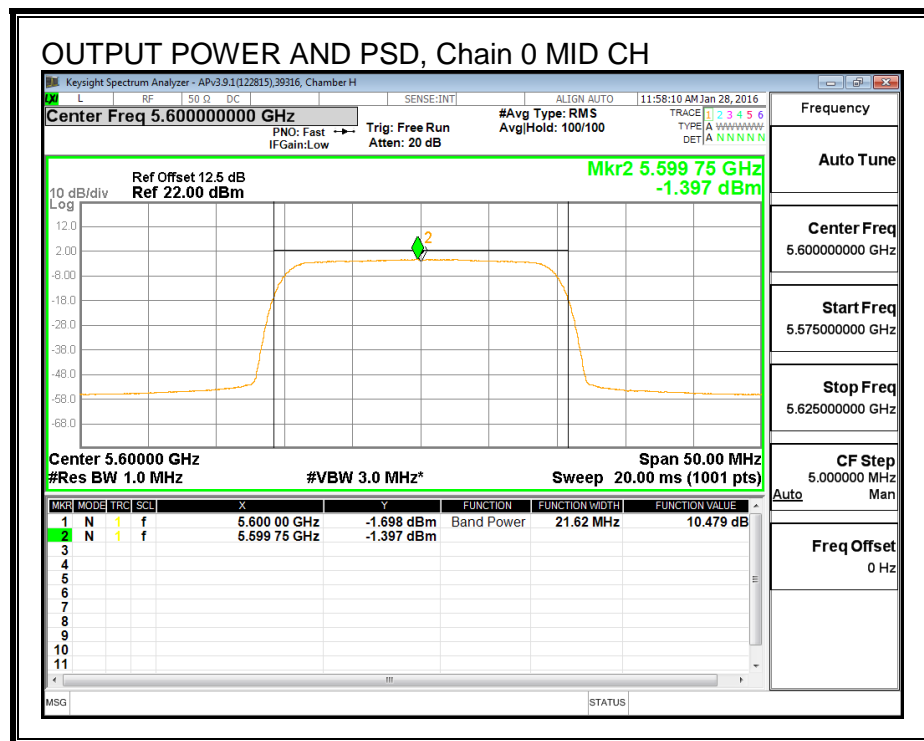 OUTPUT POWER AND PSD, Chain 0 MID CH
Keysight Spectrum Analyzer - APv3.9.1(122815),39316, Chamber H
LXI L RF 50 Ω DC SENSE:INT ALIGN AUTO 11:58:10 AM Jan 28, 2016
Center Freq 5.600000000 GHz
PNO: Fast
IFGain:Low
Trig: Free Run
Atten: 20 dB
#Avg Type: RMS
Avg|Hold: 100/100
TRACE 1 2 3 4 5 6
TYPE A WWWWW
DET A N N N N N
Mkr2 5.599 75 GHz
-1.397 dBm
Ref Offset 12.5 dB
10 dB/div Ref 22.00 dBm
Log
12.0
2.00
-8.00
-18.0
-28.0
-38.0
-48.0
-58.0
-68.0
2
Center 5.60000 GHz Span 50.00 MHz
#Res BW 1.0 MHz #VBW 3.0 MHz* Sweep 20.00 ms (1001 pts)
MKR MODE TRC SCL X Y FUNCTION FUNCTION WIDTH FUNCTION VALUE
1 N 1 f 5.600 00 GHz -1.698 dBm Band Power 21.62 MHz 10.479 dB
2 N 1 f 5.599 75 GHz -1.397 dBm
3
4
5
6
7
8
9
10
11
MSG STATUS
Frequency
Auto Tune
Center Freq
5.600000000 GHz
Start Freq
5.575000000 GHz
Stop Freq
5.625000000 GHz
CF Step
5.000000 MHz
Auto Man
Freq Offset
0 Hz